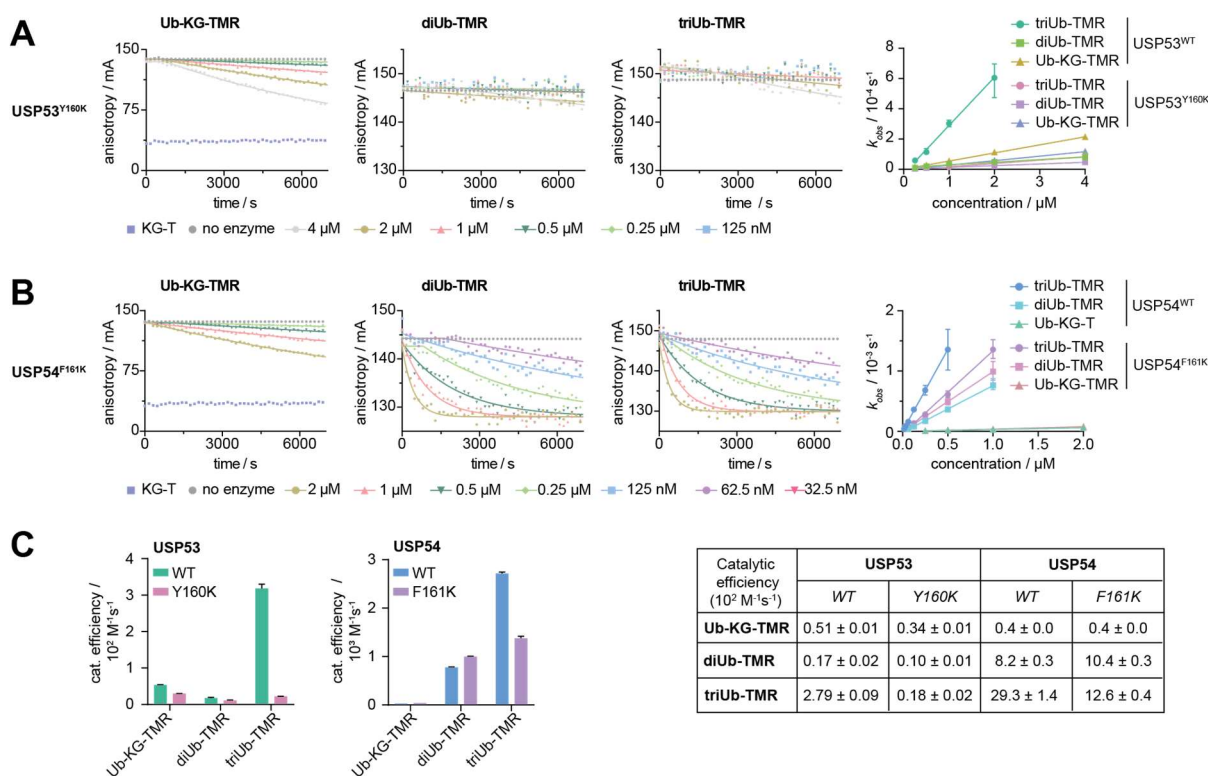 A
Ub-KG-TMR
diUb-TMR
triUb-TMR
USP53Y160K
anisotropy / mA
150
75
0
0 3000 6000
time / s
anisotropy / mA
150
140
130
0 3000 6000
time / s
anisotropy / mA
150
140
130
0 3000 6000
time / s
kobs / 10-4 s-1
8
6
4
2
0
0 1 2 3 4
concentration / µM
triUb-TMR
diUb-TMR
Ub-KG-TMR
USP53WT
triUb-TMR
diUb-TMR
Ub-KG-TMR
USP53Y160K
KG-T no enzyme 4 µM 2 µM 1 µM 0.5 µM 0.25 µM 125 nM
B
Ub-KG-TMR
diUb-TMR
triUb-TMR
USP54F161K
anisotropy / mA
150
75
0
0 3000 6000
time / s
anisotropy / mA
150
140
130
0 3000 6000
time / s
anisotropy / mA
150
140
130
0 3000 6000
time / s
kobs / 10-3 s-1
2
1
0
0 0.5 1.0 1.5 2.0
concentration / µM
triUb-TMR
diUb-TMR
Ub-KG-T
USP54WT
triUb-TMR
diUb-TMR
Ub-KG-TMR
USP54F161K
KG-T no enzyme 2 µM 1 µM 0.5 µM 0.25 µM 125 nM 62.5 nM 32.5 nM
C
USP53
WT
Y160K
cat. efficiency /
10² M-1s-1
4
3
2
1
0
Ub-KG-TMR
diUb-TMR
triUb-TMR
USP54
WT
F161K
cat. efficiency /
10³ M-1s-1
3
2
1
0
Ub-KG-TMR
diUb-TMR
triUb-TMR
Catalytic efficiency (10² M-1s-1) USP53 USP54
WT Y160K WT F161K
Ub-KG-TMR 0.51 ± 0.01 0.34 ± 0.01 0.4 ± 0.0 0.4 ± 0.0
diUb-TMR 0.17 ± 0.02 0.10 ± 0.01 8.2 ± 0.3 10.4 ± 0.3
triUb-TMR 2.79 ± 0.09 0.18 ± 0.02 29.3 ± 1.4 12.6 ± 0.4